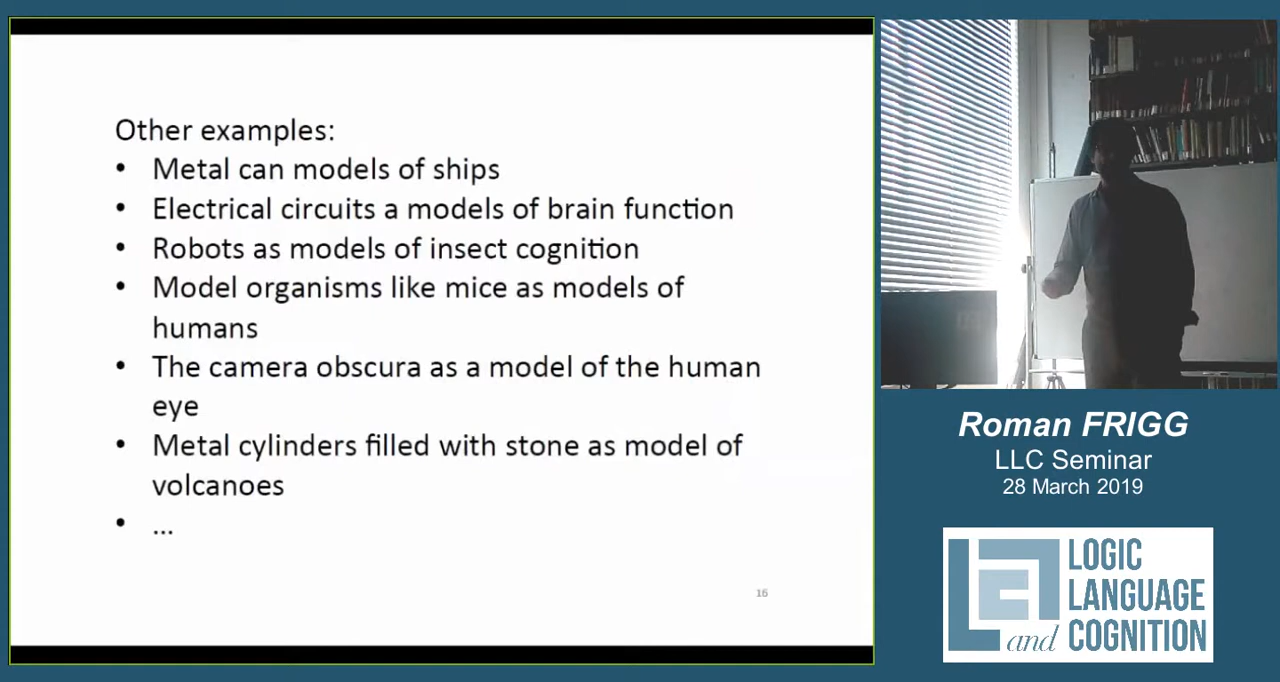 Other examples:
• Metal can models of ships
• Electrical circuits a models of brain function
• Robots as models of insect cognition
• Model organisms like mice as models of
humans
• The camera obscura as a model of the human
eye
• Metal cylinders filled with stone as model of
volcanoes
• ...
16
Roman FRIGG
LLC Seminar
28 March 2019
LOGIC
LANGUAGE
and COGNITION